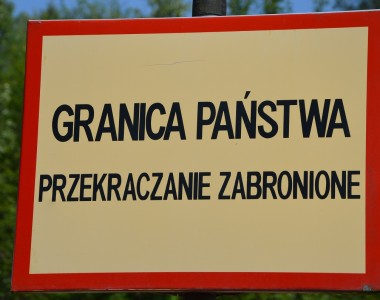 GRANICA PAŃSTWA
PRZEKRACZANIE ZABRONIONE